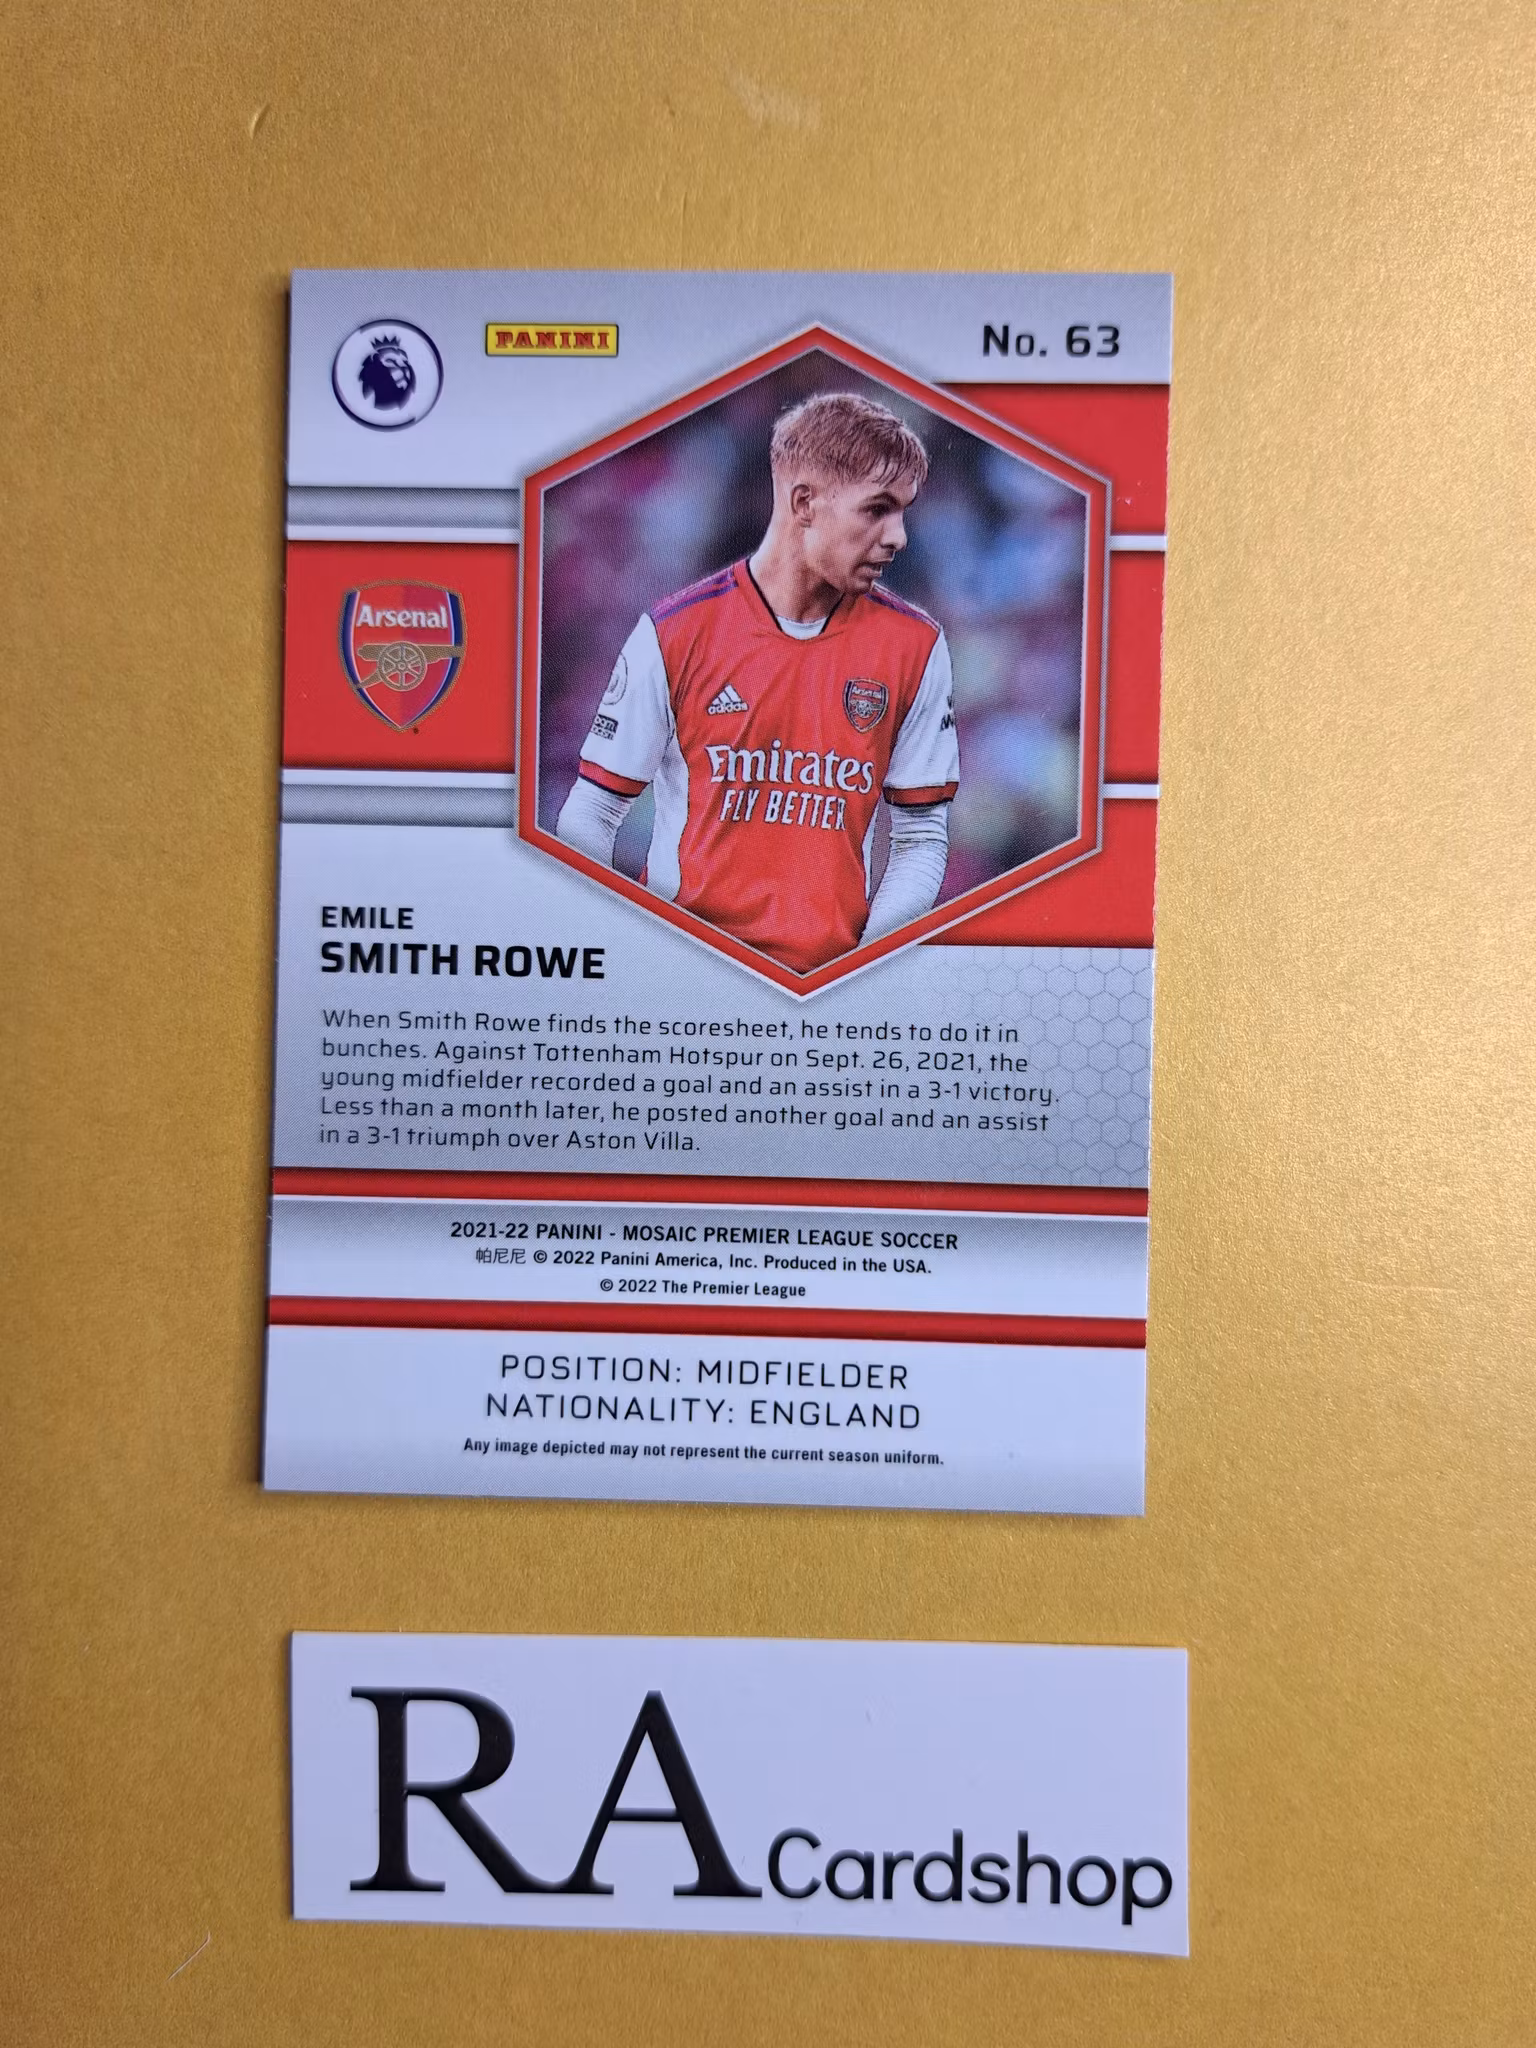 PANINI
No. 63
Arsenal
adidas
Arsenal
Emirates
FLY BETTER
EMILE
SMITH ROWE
When Smith Rowe finds the scoresheet, he tends to do it in
bunches. Against Tottenham Hotspur on Sept. 26, 2021, the
young midfielder recorded a goal and an assist in a 3-1 victory.
Less than a month later, he posted another goal and an assist
in a 3-1 triumph over Aston Villa.
2021-22 PANINI - MOSAIC PREMIER LEAGUE SOCCER
帕尼尼 © 2022 Panini America, Inc. Produced in the USA.
© 2022 The Premier League
POSITION: MIDFIELDER
NATIONALITY: ENGLAND
Any image depicted may not represent the current season uniform.
RA Cardshop